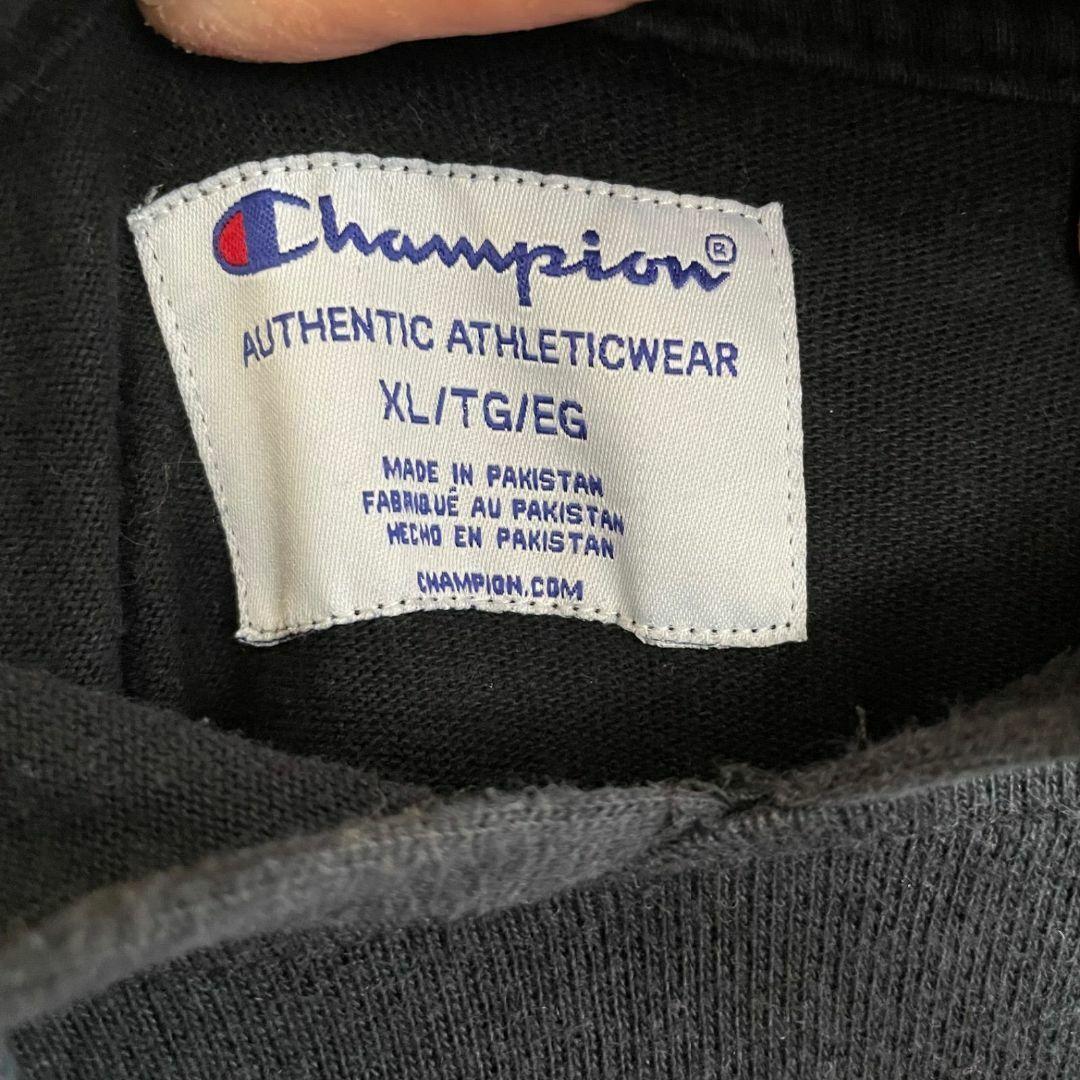 Champion®
AUTHENTIC ATHLETICWEAR
XL/TG/EG
MADE IN PAKISTAN
FABRIQUÉ AU PAKISTAN
HECHO EN PAKISTAN
CHAMPION.COM